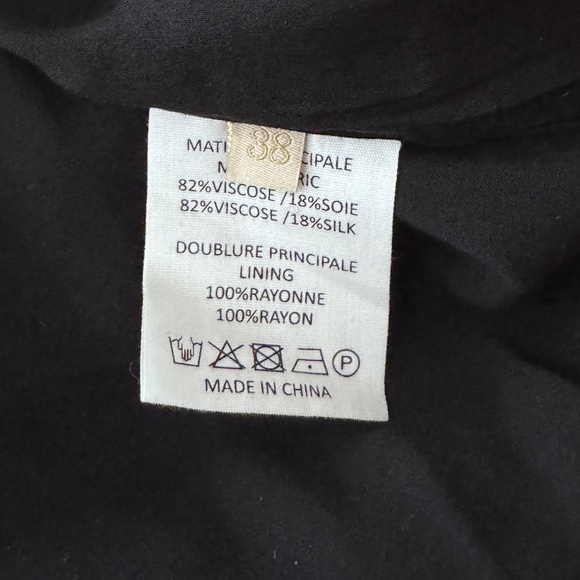 38
MATI CIPALE
RIC
82%VISCOSE /18%SOIE
82%VISCOSE /18%SILK
DOUBLURE PRINCIPALE
LINING
100%RAYONNE
100%RAYON
P
MADE IN CHINA